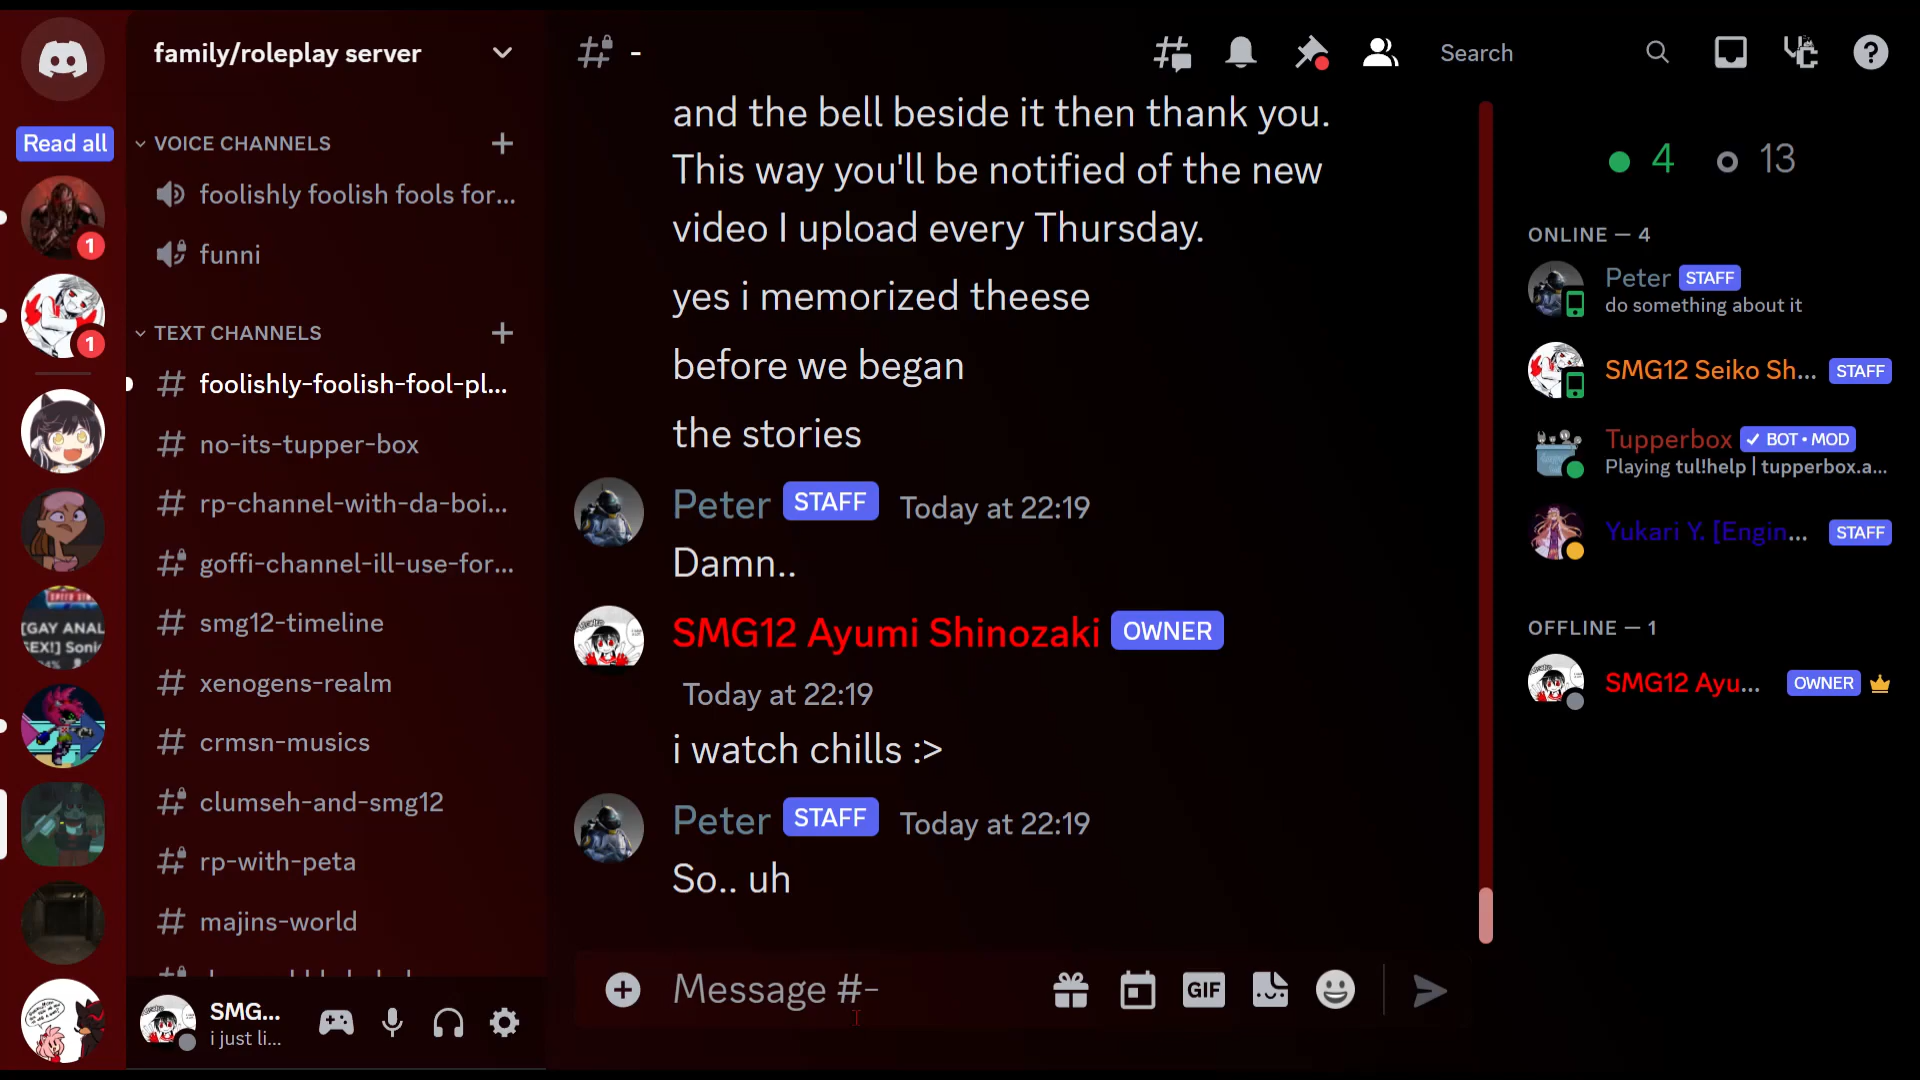 family/roleplay server
-
Search
Read all
VOICE CHANNELS
foolishly foolish fools for...
funni
TEXT CHANNELS
foolishly-foolish-fool-pl...
no-its-tupper-box
rp-channel-with-da-boi...
goffi-channel-ill-use-for...
smg12-timeline
xenogens-realm
crmsn-musics
clumseh-and-smg12
rp-with-peta
majins-world
1
1
[GAY ANAL
SEX!] Soni
SMG...
i just li...
and the bell beside it then thank you.
This way you'll be notified of the new
video I upload every Thursday.
yes i memorized theese
before we began
the stories
Peter STAFF Today at 22:19
Damn..
SMG12 Ayumi Shinozaki OWNER
Today at 22:19
i watch chills :>
Peter STAFF Today at 22:19
So.. uh
Message #-
GIF
4 13
ONLINE — 4
Peter STAFF
do something about it
SMG12 Seiko Sh... STAFF
Tupperbox ✓ BOT • MOD
Playing tul!help | tupperbox.a...
Yukari Y. [Engin... STAFF
OFFLINE — 1
SMG12 Ayu... OWNER